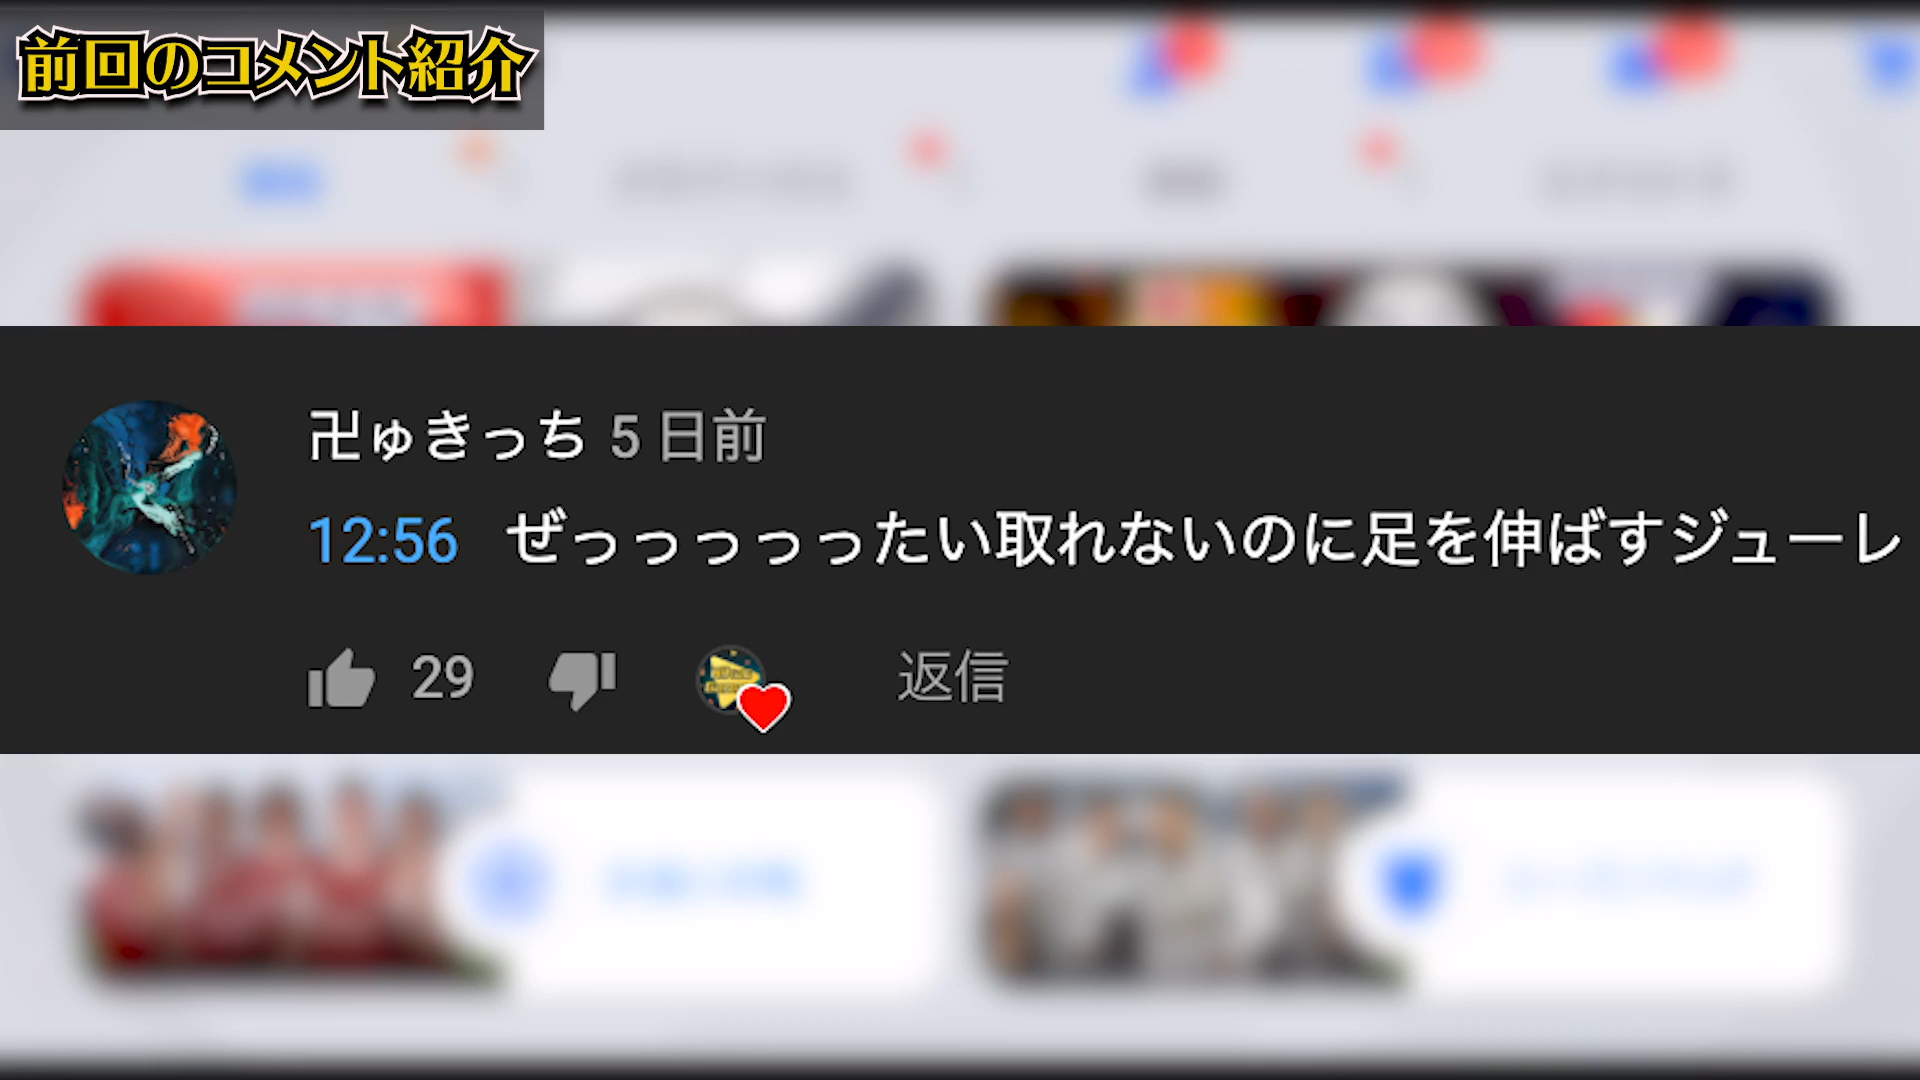 前回のコメント紹介
卍ゅきっち 5 日前
12:56 ぜっっっっったい取れないのに足を伸ばすジューレ
29 返信